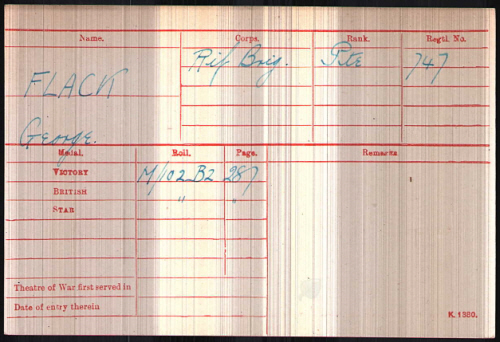 Name. Corps. Rank. Regtl. No.
FLACK Rif Brig. Pte 747
George.
Medal. Roll. Page. Remarks
VICTORY M/102 B2 287
BRITISH " "
STAR
Theatre of War first served in
Date of entry therein
K. 1380.